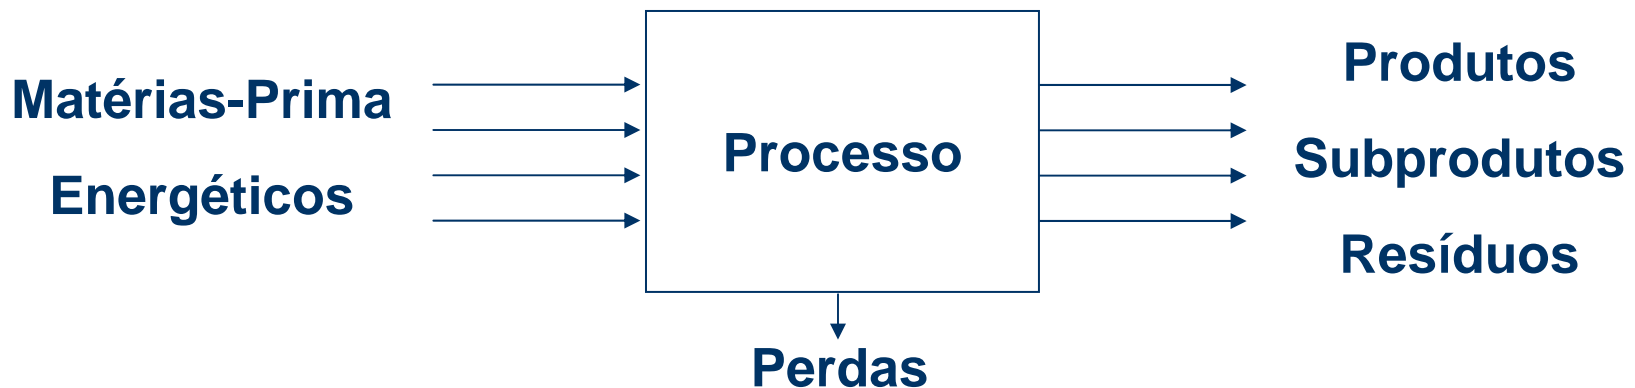 Matérias-Prima
Energéticos
Processo
Perdas
Produtos
Subprodutos
Resíduos